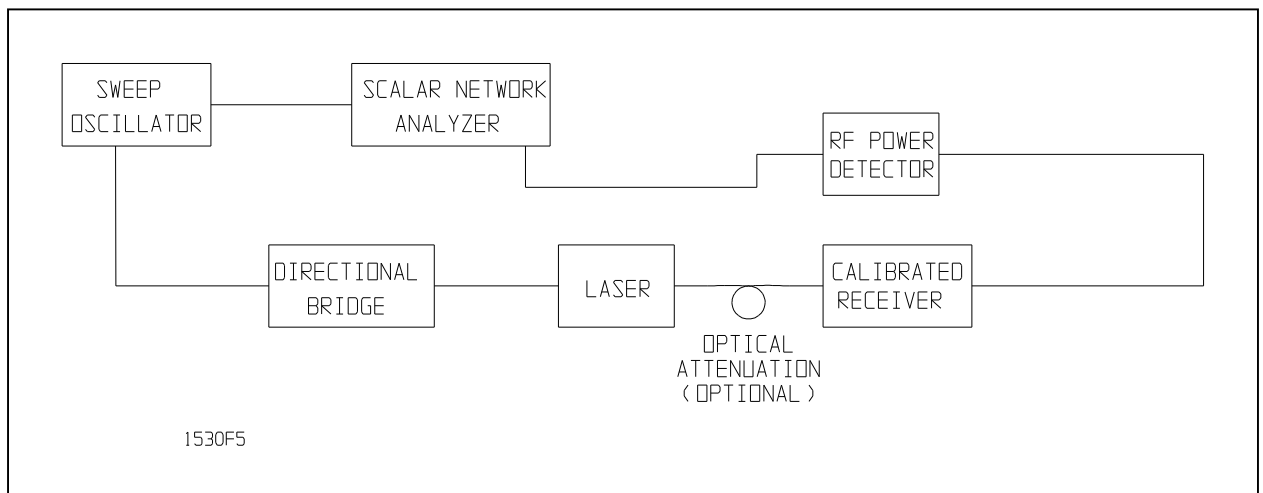 SWEEP
OSCILLATOR
SCALAR NETWORK
ANALYZER
RF POWER
DETECTOR
DIRECTIONAL
BRIDGE
LASER
CALIBRATED
RECEIVER
OPTICAL
ATTENUATION
(OPTIONAL)
1530F5